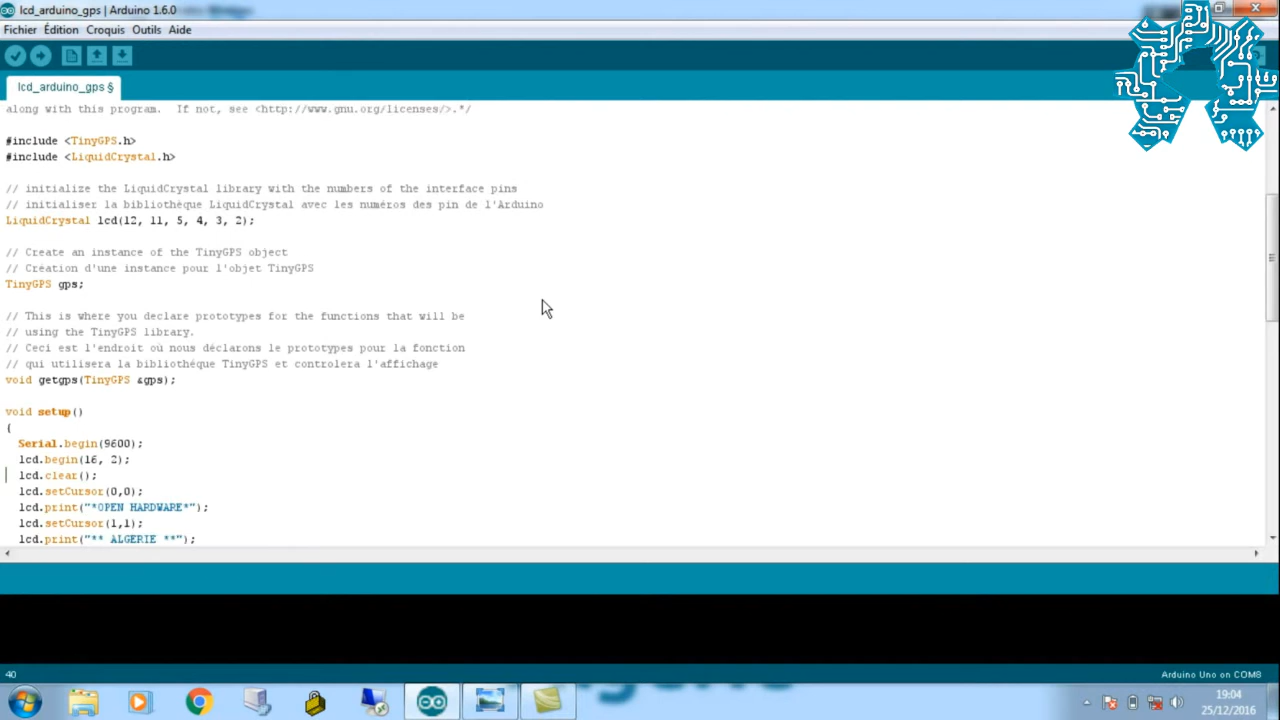 lcd_arduino_gps | Arduino 1.6.0
Fichier Édition Croquis Outils Aide
lcd_arduino_gps §
along with this program.  If not, see <http://www.gnu.org/licenses/>.*/
#include <TinyGPS.h>
#include <LiquidCrystal.h>
// initialize the LiquidCrystal library with the numbers of the interface pins
// initialiser la bibliothèque LiquidCrystal avec les numéros des pin de l'Arduino
LiquidCrystal lcd(12, 11, 5, 4, 3, 2);
// Create an instance of the TinyGPS object
// Création d'une instance pour l'objet TinyGPS
TinyGPS gps;
// This is where you declare prototypes for the functions that will be
// using the TinyGPS library.
// Ceci est l'endroit où nous déclarons le prototypes pour la fonction
// qui utilisera la bibliothèque TinyGPS et controlera l'affichage
void getgps(TinyGPS &gps);
void setup()
{
Serial.begin(9600);
lcd.begin(16, 2);
lcd.clear();
lcd.setCursor(0,0);
lcd.print("*OPEN HARDWARE*");
lcd.setCursor(1,1);
lcd.print("** ALGERIE **");
40
Arduino Uno on COM8
19:04
25/12/2016